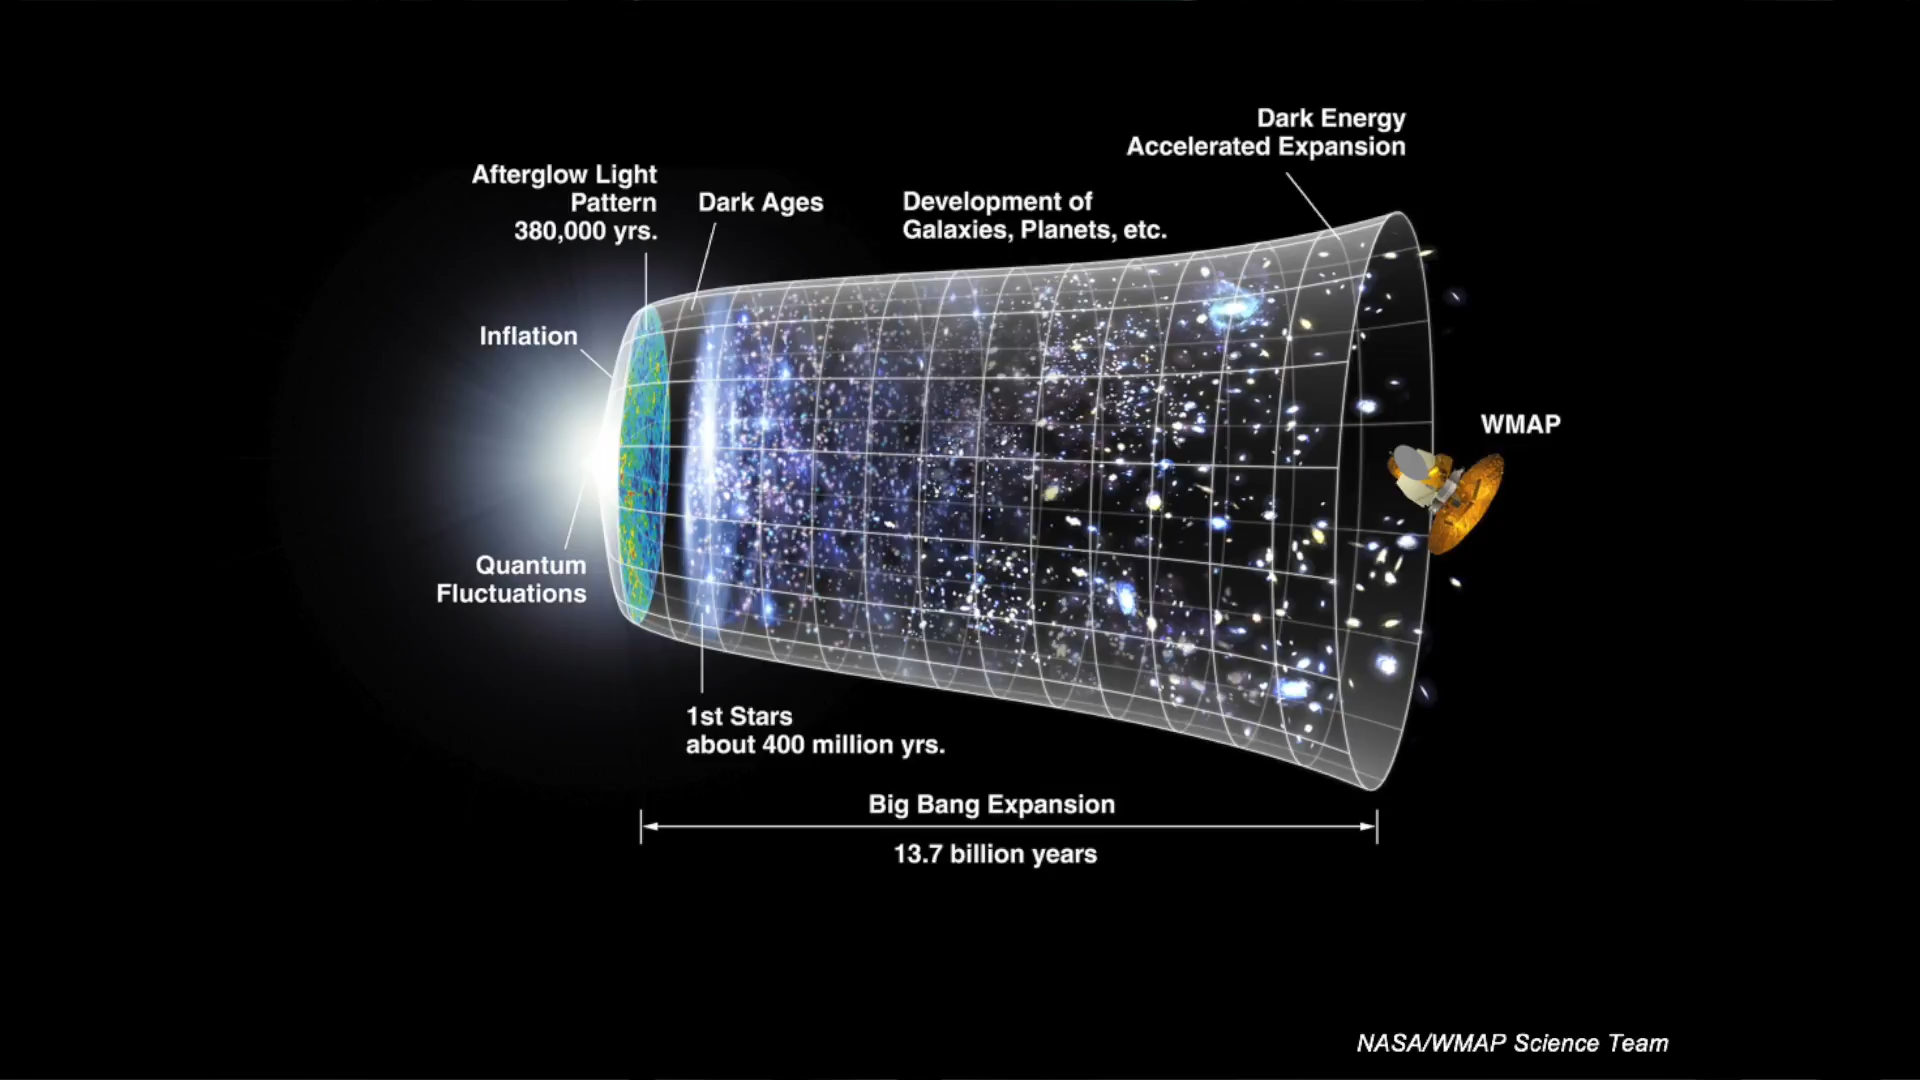 Dark Energy
Accelerated Expansion
Afterglow Light
Pattern
380,000 yrs.
Dark Ages
Development of
Galaxies, Planets, etc.
Inflation
WMAP
Quantum
Fluctuations
1st Stars
about 400 million yrs.
Big Bang Expansion
13.7 billion years
NASA/WMAP Science Team